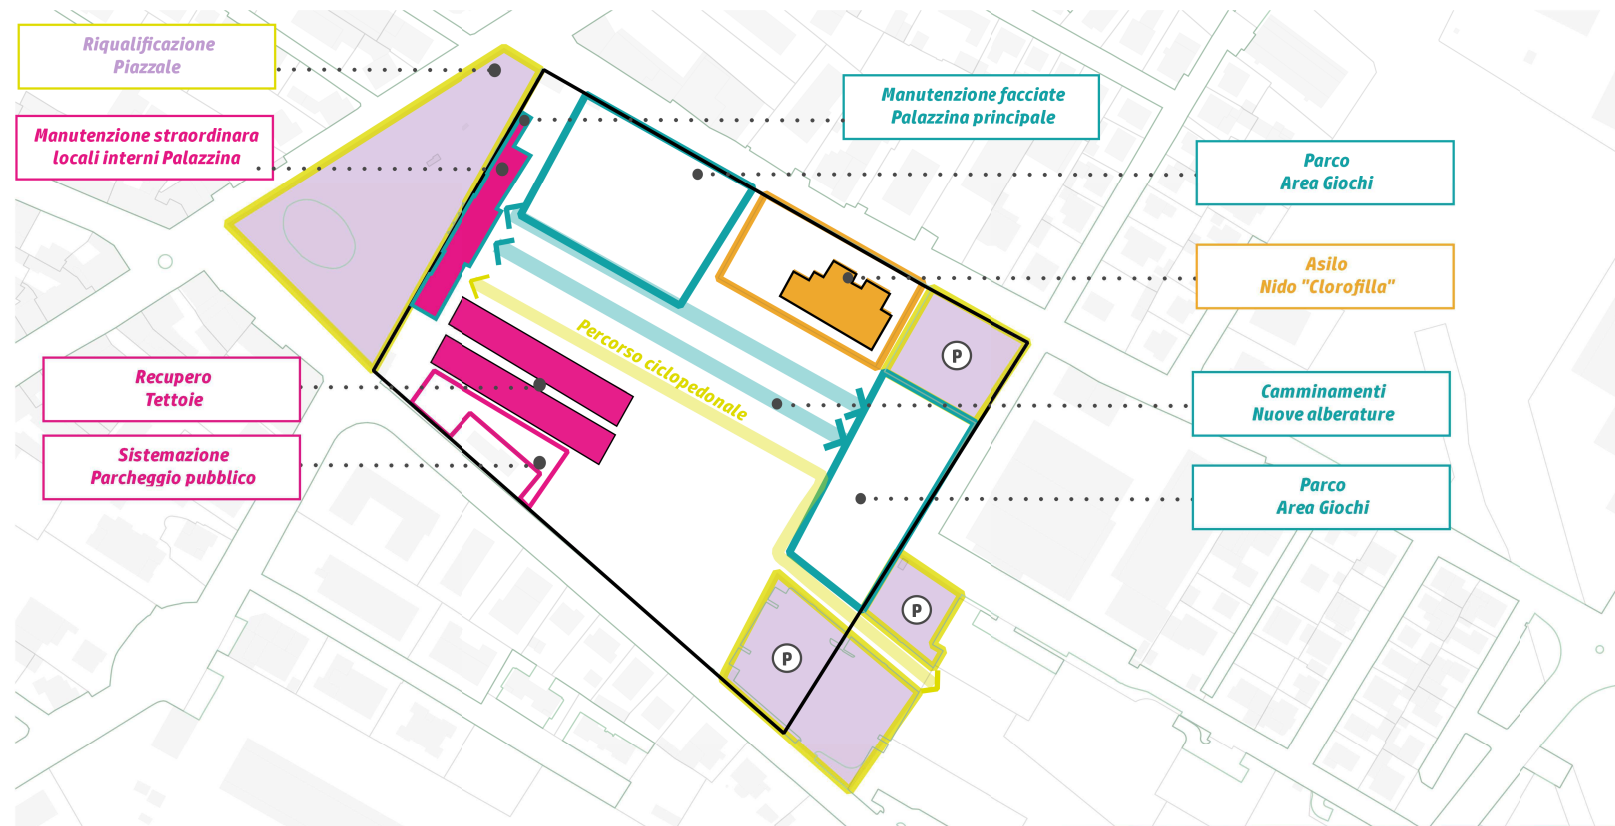 Riqualificazione
Piazzale
Manutenzione straordinara
locali interni Palazzina
Manutenzione facciate
Palazzina principale
Parco
Area Giochi
Asilo
Nido "Clorofilla"
Percorso ciclopedonale
P
Recupero
Tettoie
Camminamenti
Nuove alberature
Sistemazione
Parcheggio pubblico
Parco
Area Giochi
P
P